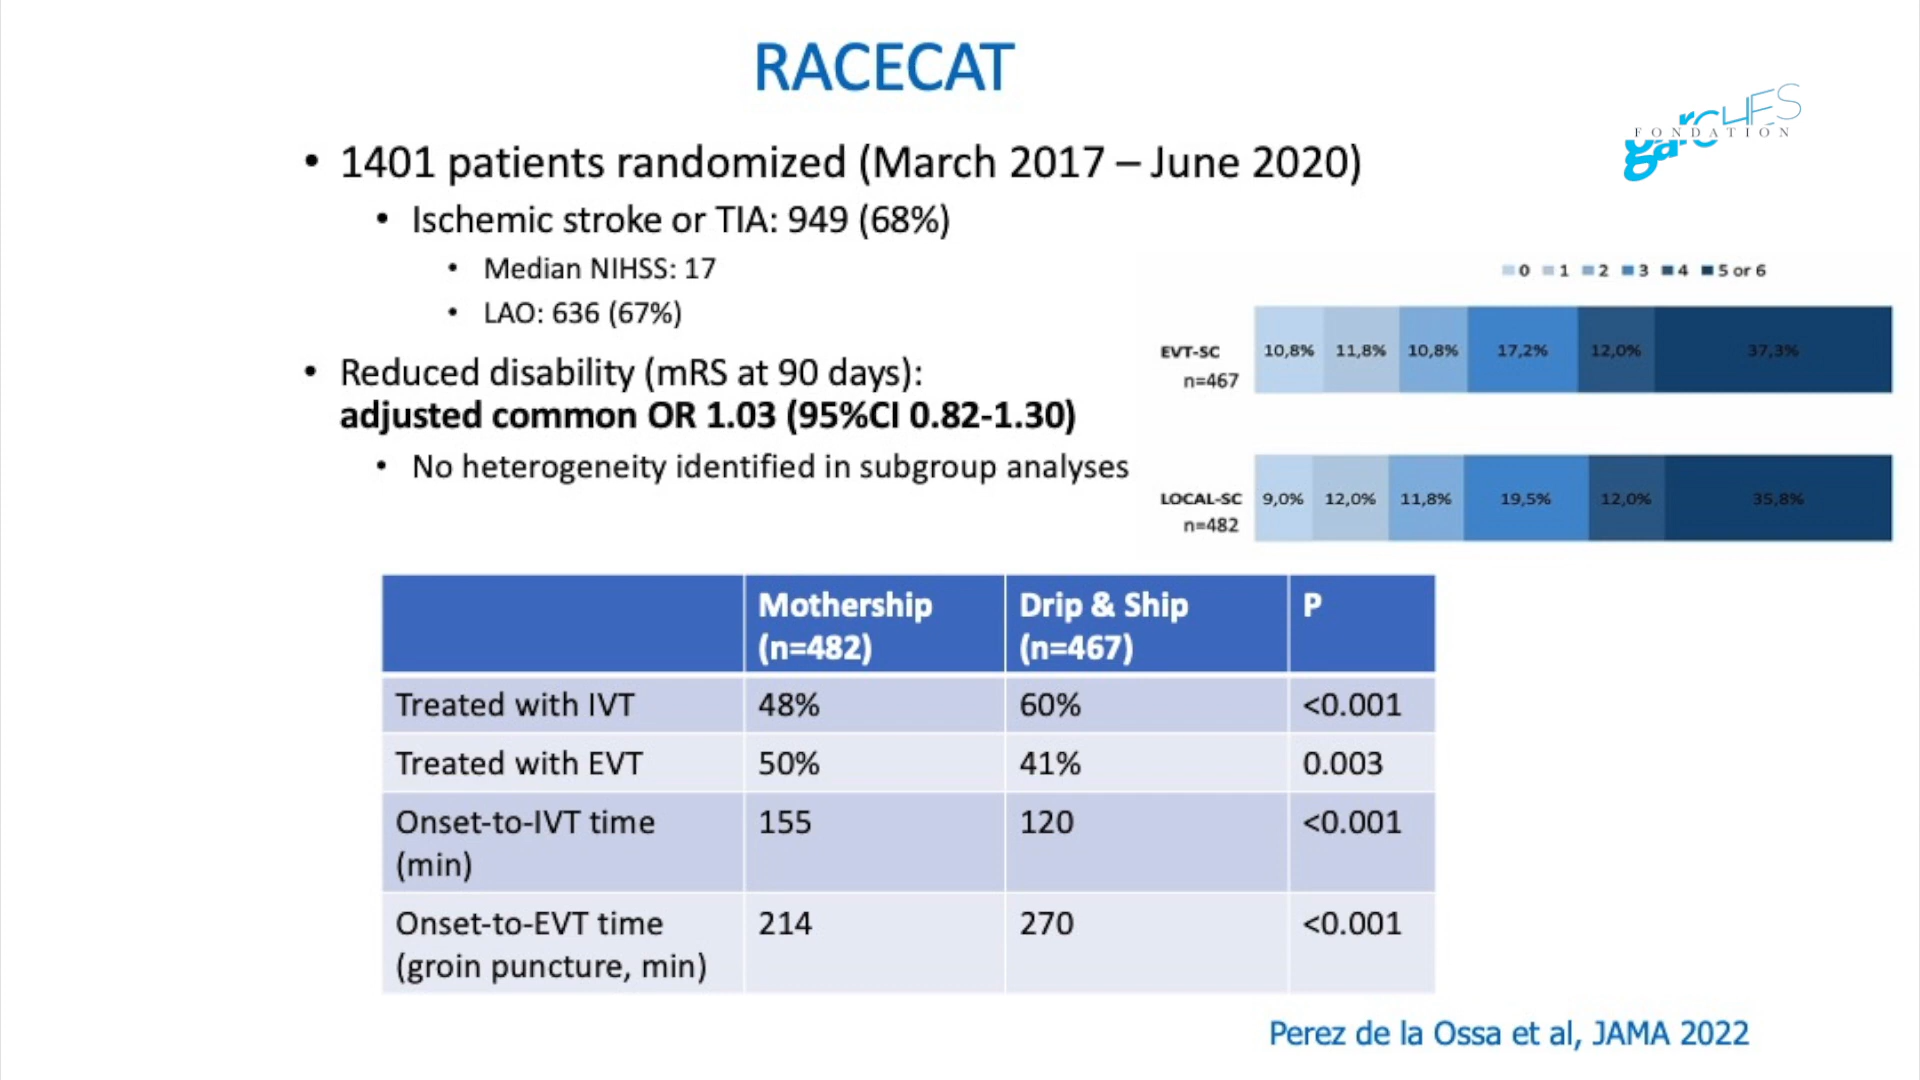 RACECAT
garcHES
FONDATION
• 1401 patients randomized (March 2017 – June 2020)
• Ischemic stroke or TIA: 949 (68%)
• Median NIHSS: 17
• LAO: 636 (67%)
• Reduced disability (mRS at 90 days):
adjusted common OR 1.03 (95%CI 0.82-1.30)
• No heterogeneity identified in subgroup analyses
0 1 2 3 4 5 or 6
EVT-SC 10,8% 11,8% 10,8% 17,2% 12,0% 37,3%
n=467
LOCAL-SC 9,0% 12,0% 11,8% 19,5% 12,0% 35,8%
n=482
Mothership Drip & Ship P
(n=482) (n=467)
Treated with IVT 48% 60% <0.001
Treated with EVT 50% 41% 0.003
Onset-to-IVT time 155 120 <0.001
(min)
Onset-to-EVT time 214 270 <0.001
(groin puncture, min)
Perez de la Ossa et al, JAMA 2022